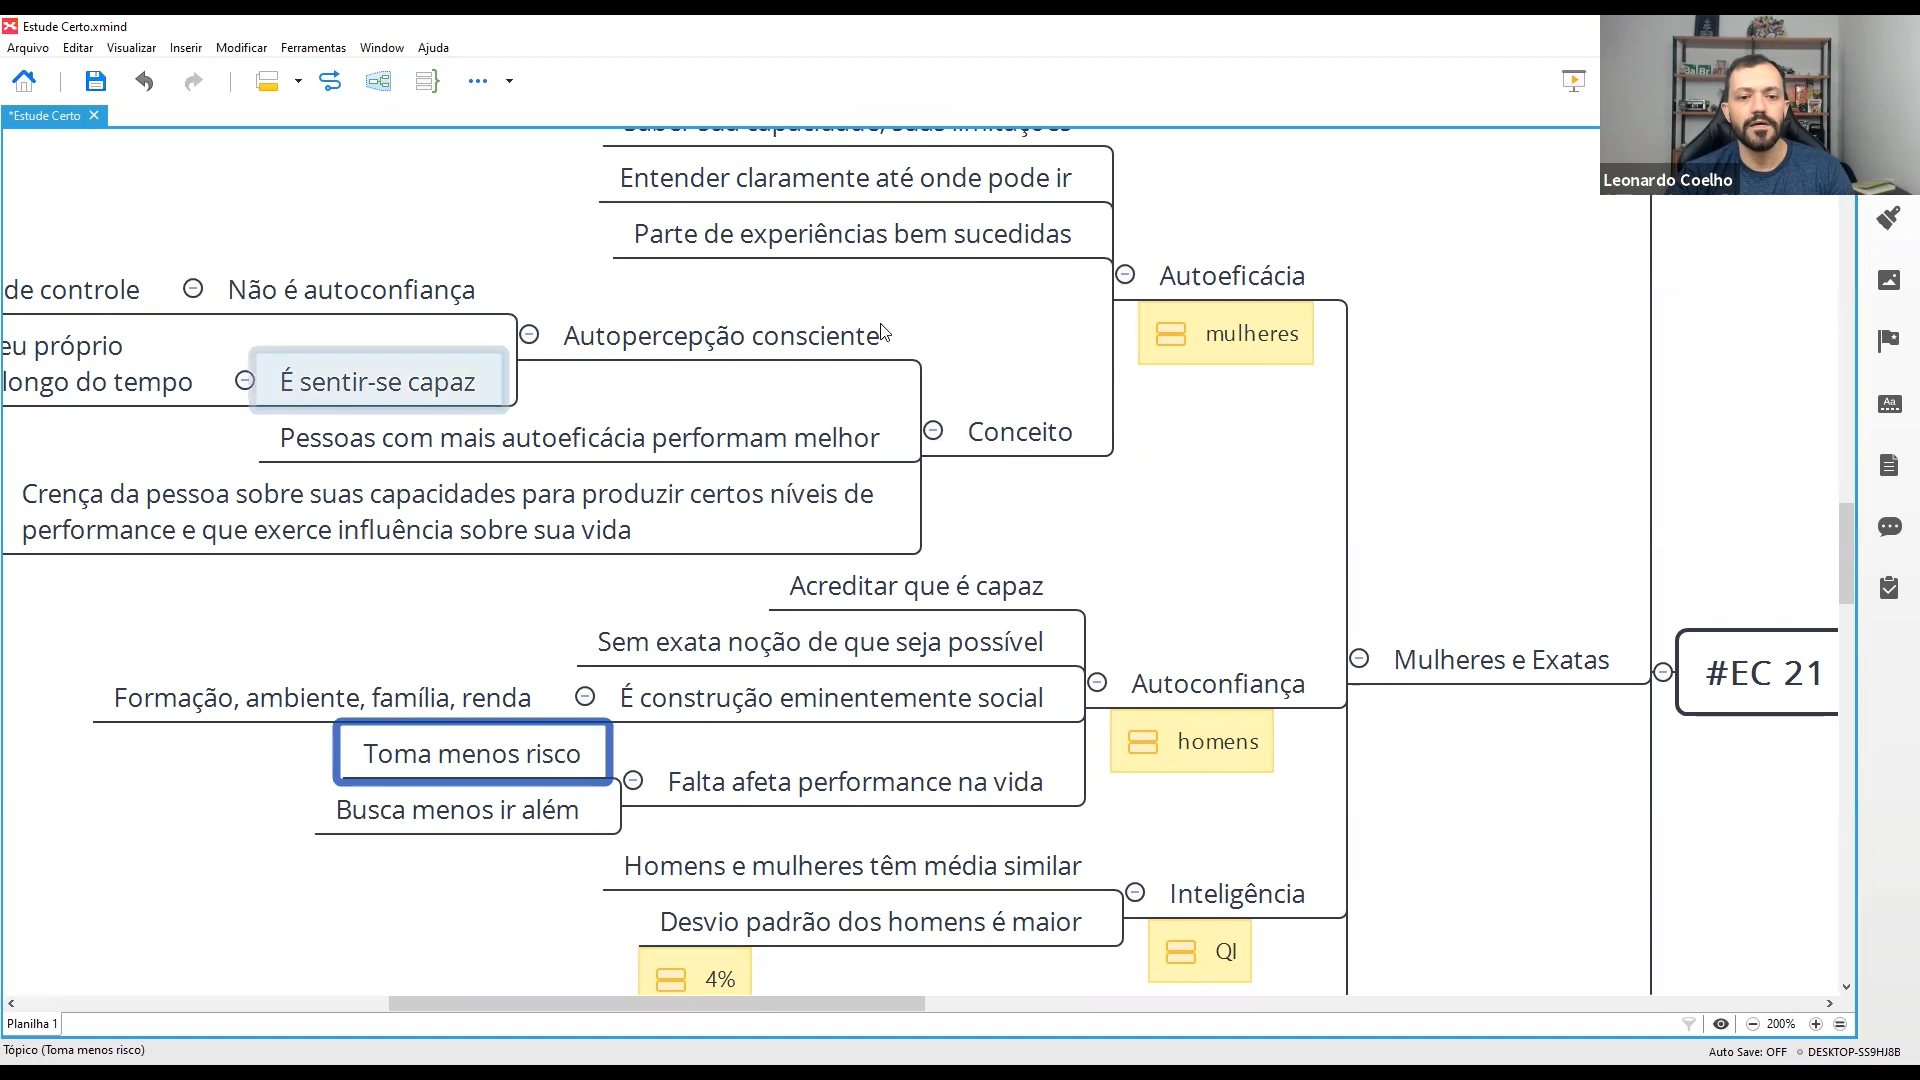 Estude Certo.xmind
Arquivo Editar Visualizar Inserir Modificar Ferramentas Window Ajuda
*Estude Certo
Leonardo Coelho
Saber sua capacidade, suas limitações
Entender claramente até onde pode ir
Parte de experiências bem sucedidas
Autoeficácia
mulheres
de controle
Não é autoconfiança
Autopercepção consciente
eu próprio
longo do tempo
É sentir-se capaz
Pessoas com mais autoeficácia performam melhor
Conceito
Crença da pessoa sobre suas capacidades para produzir certos níveis de
performance e que exerce influência sobre sua vida
Acreditar que é capaz
Sem exata noção de que seja possível
Formação, ambiente, família, renda
É construção eminentemente social
Autoconfiança
homens
Mulheres e Exatas
#EC 21
Toma menos risco
Falta afeta performance na vida
Busca menos ir além
Homens e mulheres têm média similar
Inteligência
Desvio padrão dos homens é maior
QI
4%
Aa
Planilha 1
200%
Tópico (Toma menos risco)
Auto Save: OFF
DESKTOP-SS9HJ8B